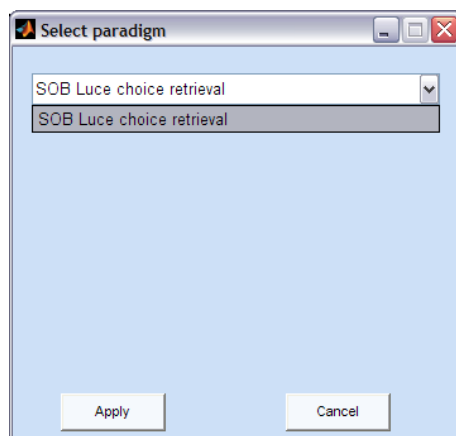 Select paradigm
SOB Luce choice retrieval
SOB Luce choice retrieval
Apply Cancel